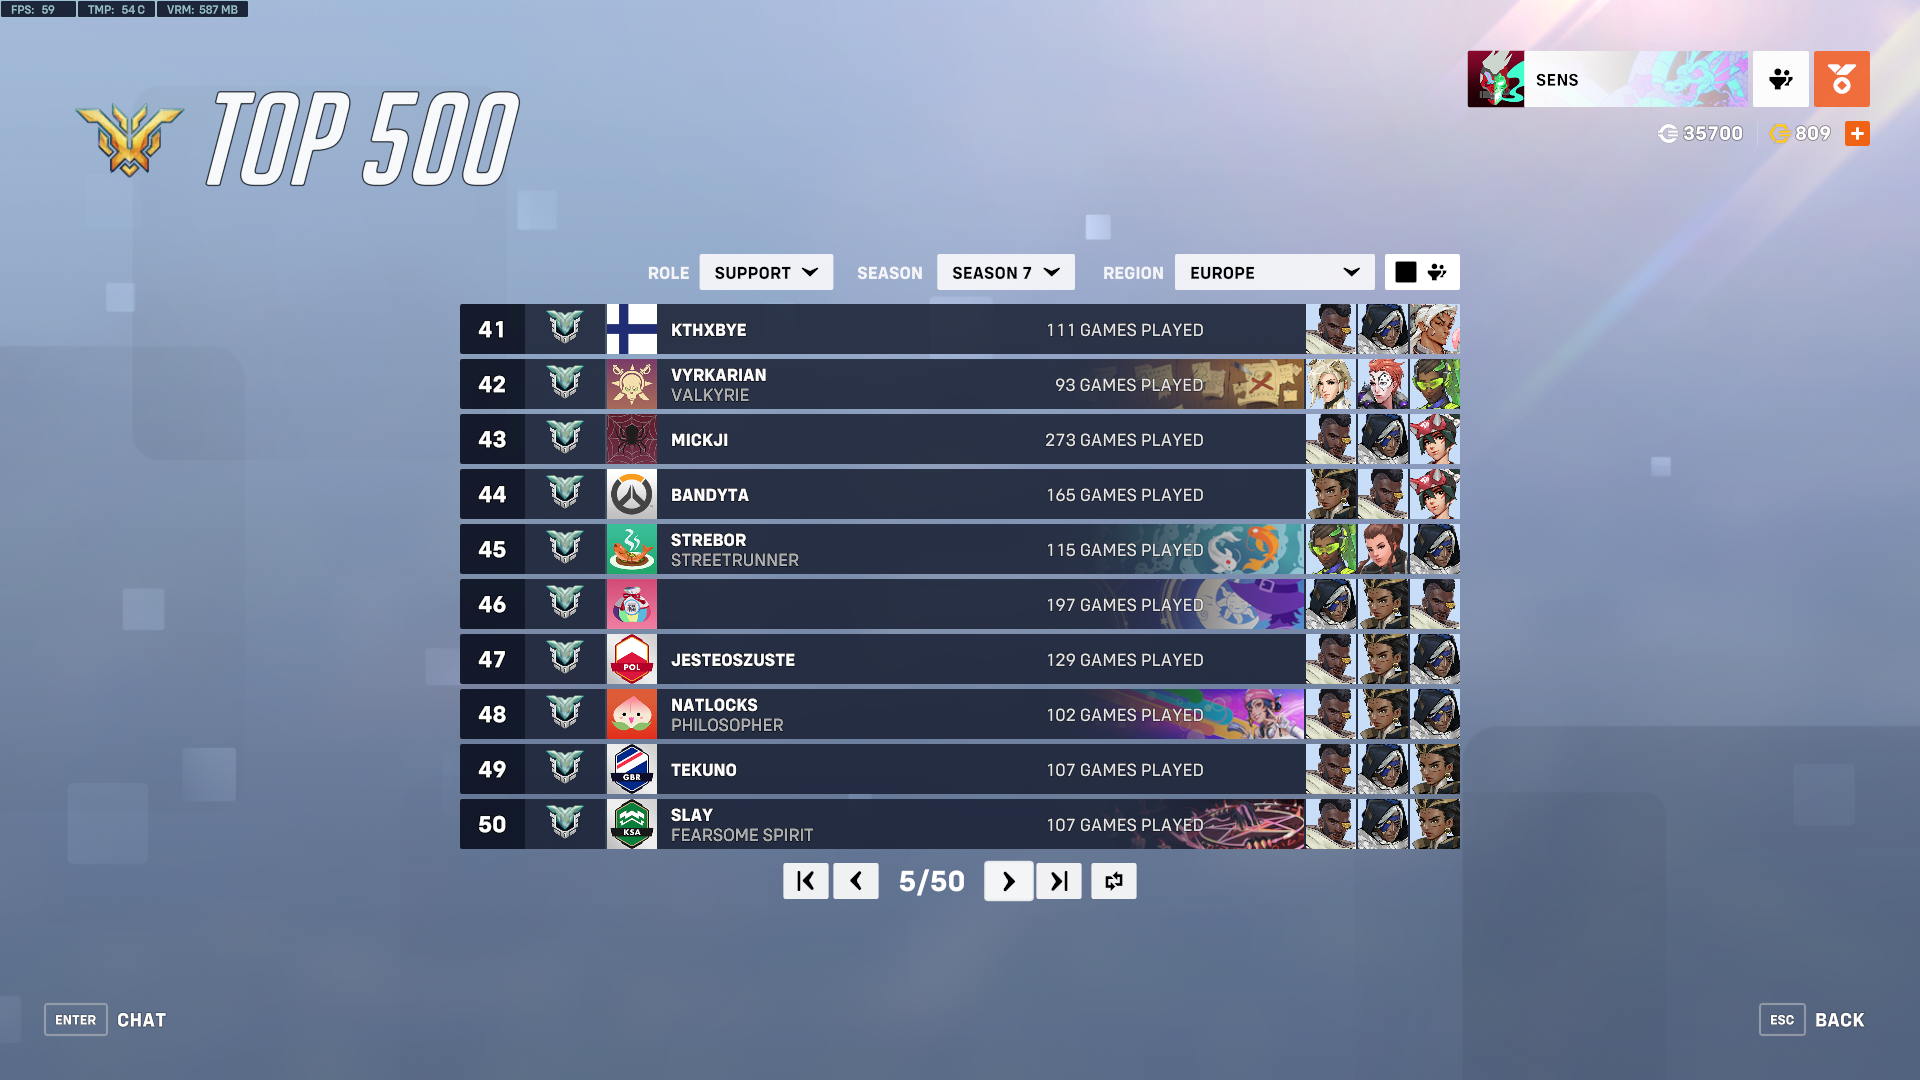 FPS: 59 TMP: 54 C VRM: 587 MB
TOP 500
SENS
35700 809
ROLE SUPPORT SEASON SEASON 7 REGION EUROPE
41 KTHXBYE 111 GAMES PLAYED
42 VYRKARIAN 93 GAMES PLAYED
VALKYRIE
43 MICKJI 273 GAMES PLAYED
44 BANDYTA 165 GAMES PLAYED
45 STREBOR 115 GAMES PLAYED
STREETRUNNER
46 197 GAMES PLAYED
47 POL JESTEOSZUSTE 129 GAMES PLAYED
48 NATLOCKS 102 GAMES PLAYED
PHILOSOPHER
49 GBR TEKUNO 107 GAMES PLAYED
50 KSA SLAY 107 GAMES PLAYED
FEARSOME SPIRIT
5/50
ENTER CHAT
ESC BACK